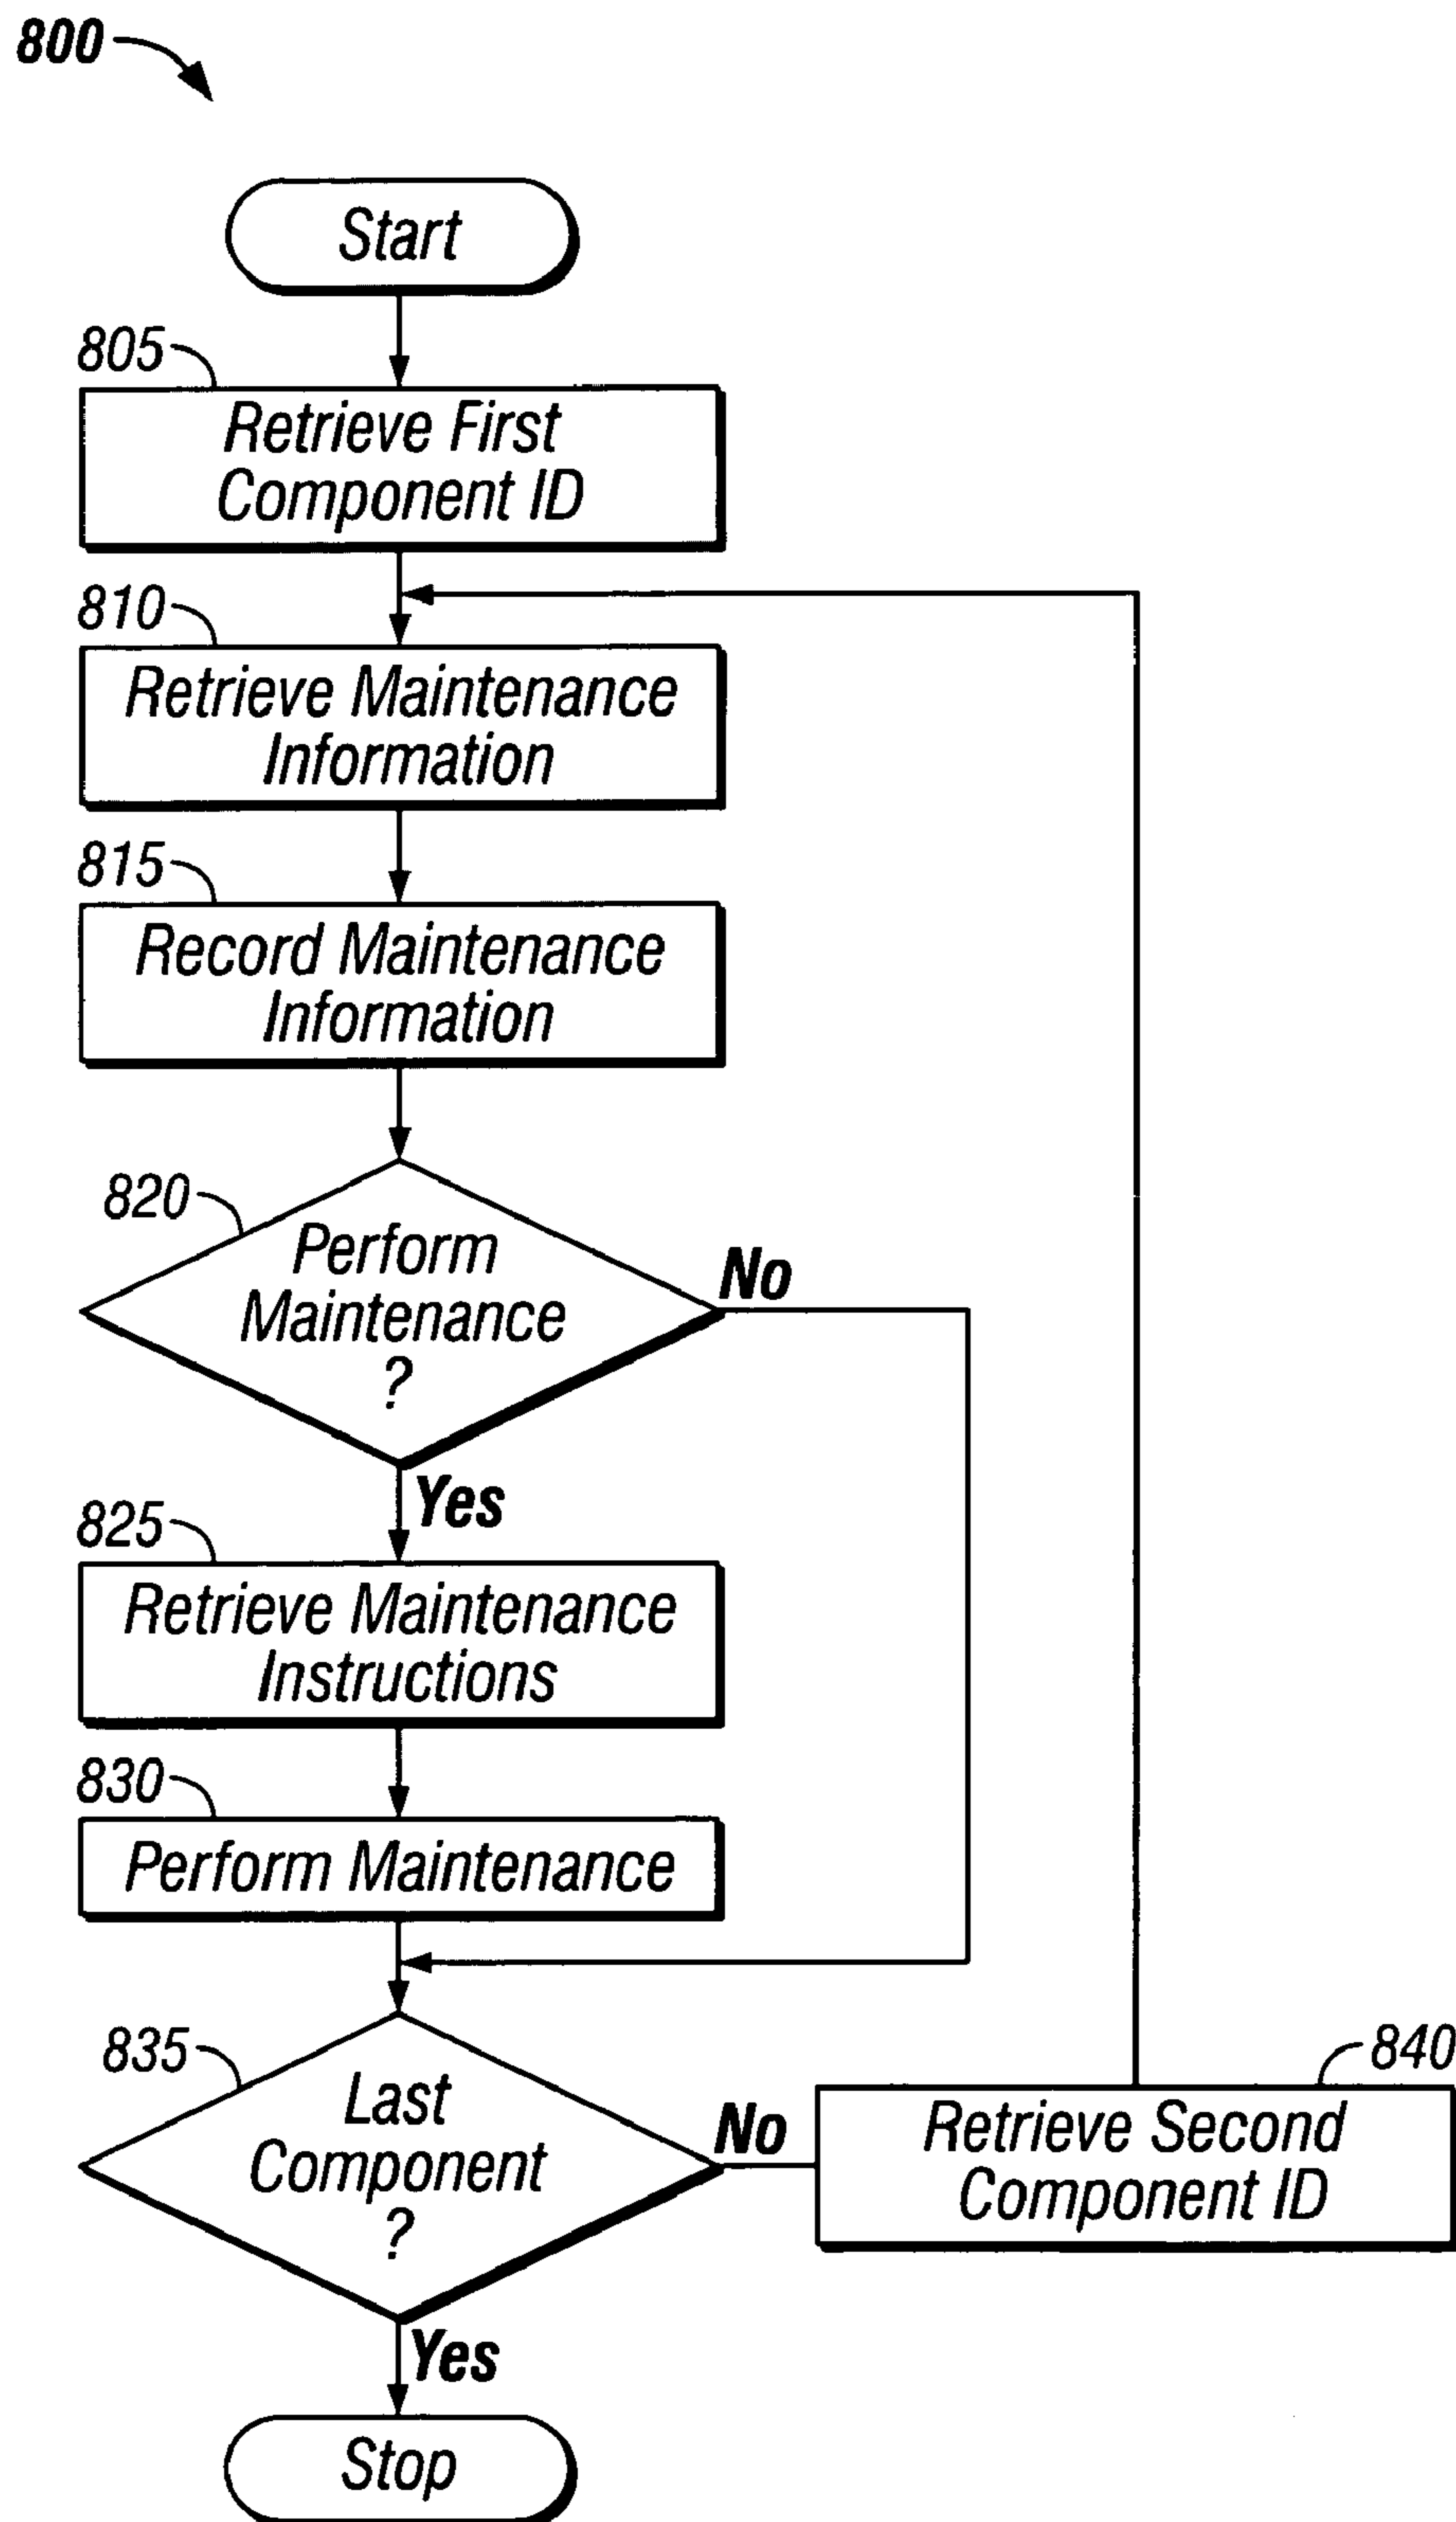 800
Start
805
Retrieve First
Component ID
810
Retrieve Maintenance
Information
815
Record Maintenance
Information
820
Perform
Maintenance
?
No
Yes
825
Retrieve Maintenance
Instructions
830
Perform Maintenance
835
Last
Component
?
No
840
Retrieve Second
Component ID
Yes
Stop